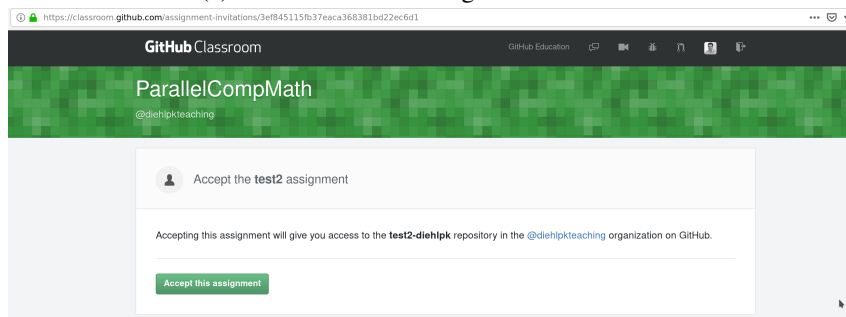 https://classroom.github.com/assignment-invitations/3ef845115fb37eaca368381bd22ec6d1
GitHub Classroom
GitHub Education
ParallelCompMath
@diehlpkteaching
Accept the test2 assignment
Accepting this assignment will give you access to the test2-diehlpk repository in the @diehlpkteaching organization on GitHub.
Accept this assignment